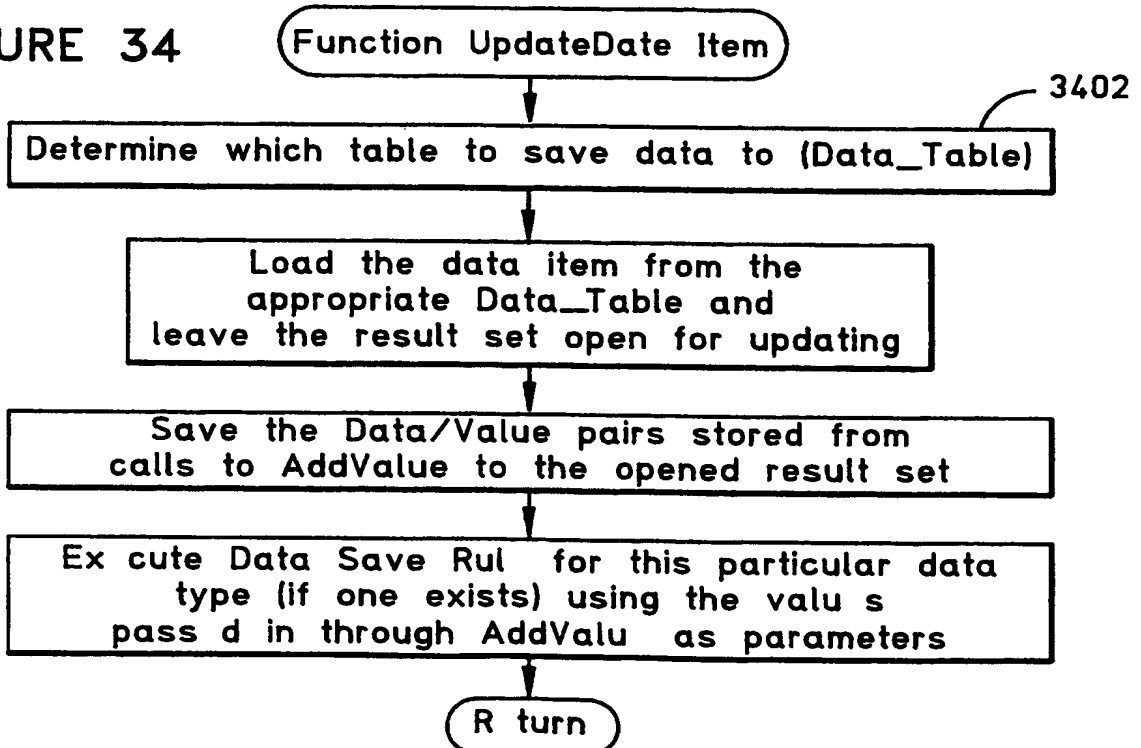 URE 34
Function UpdateDate Item
3402
Determine which table to save data to (Data_Table)
Load the data item from the
appropriate Data_Table and
leave the result set open for updating
Save the Data/Value pairs stored from
calls to AddValue to the opened result set
Ex cute Data Save Rul for this particular data
type (if one exists) using the valu s
pass d in through AddValu as parameters
R turn